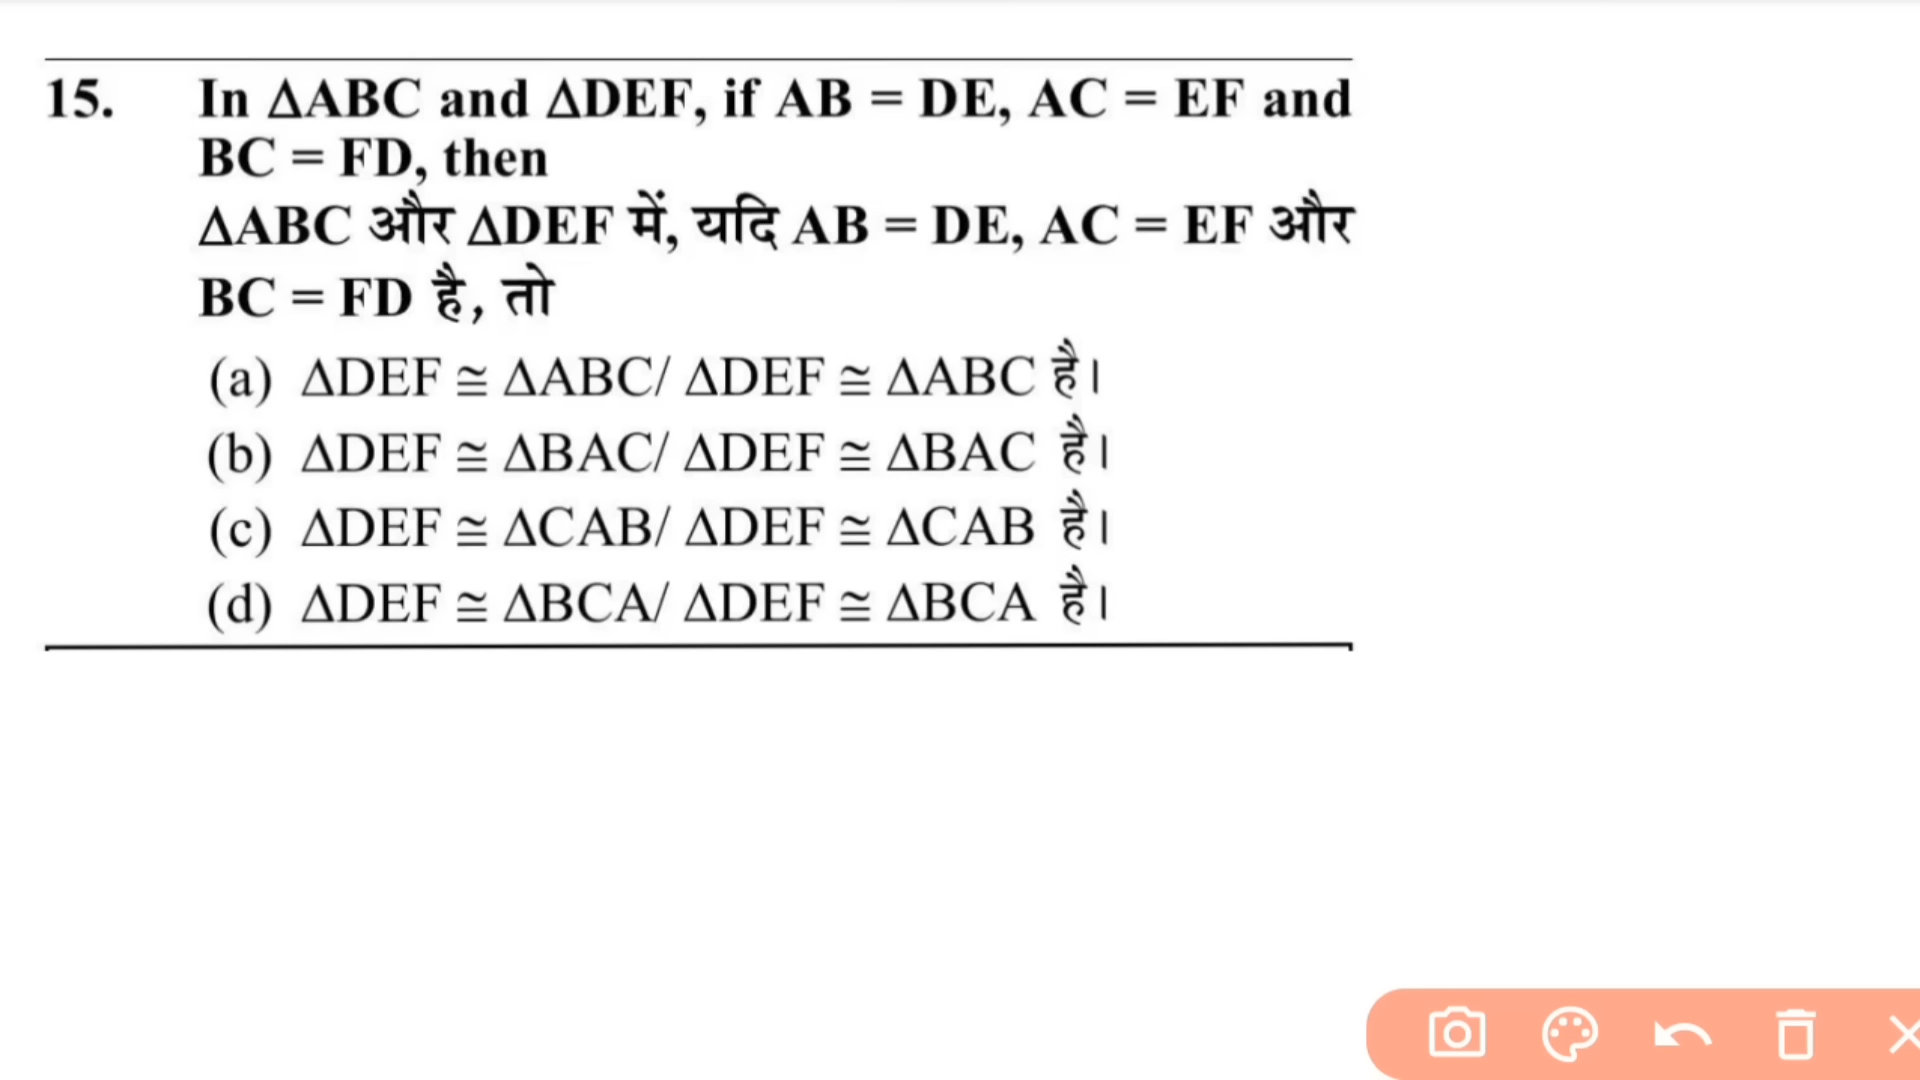 15. In ΔABC and ΔDEF, if AB = DE, AC = EF and
BC = FD, then
ΔABC और ΔDEF में, यदि AB = DE, AC = EF और
BC = FD है, तो
(a) ΔDEF ≅ ΔABC/ ΔDEF ≅ ΔABC है।
(b) ΔDEF ≅ ΔBAC/ ΔDEF ≅ ΔBAC है।
(c) ΔDEF ≅ ΔCAB/ ΔDEF ≅ ΔCAB है।
(d) ΔDEF ≅ ΔBCA/ ΔDEF ≅ ΔBCA है।